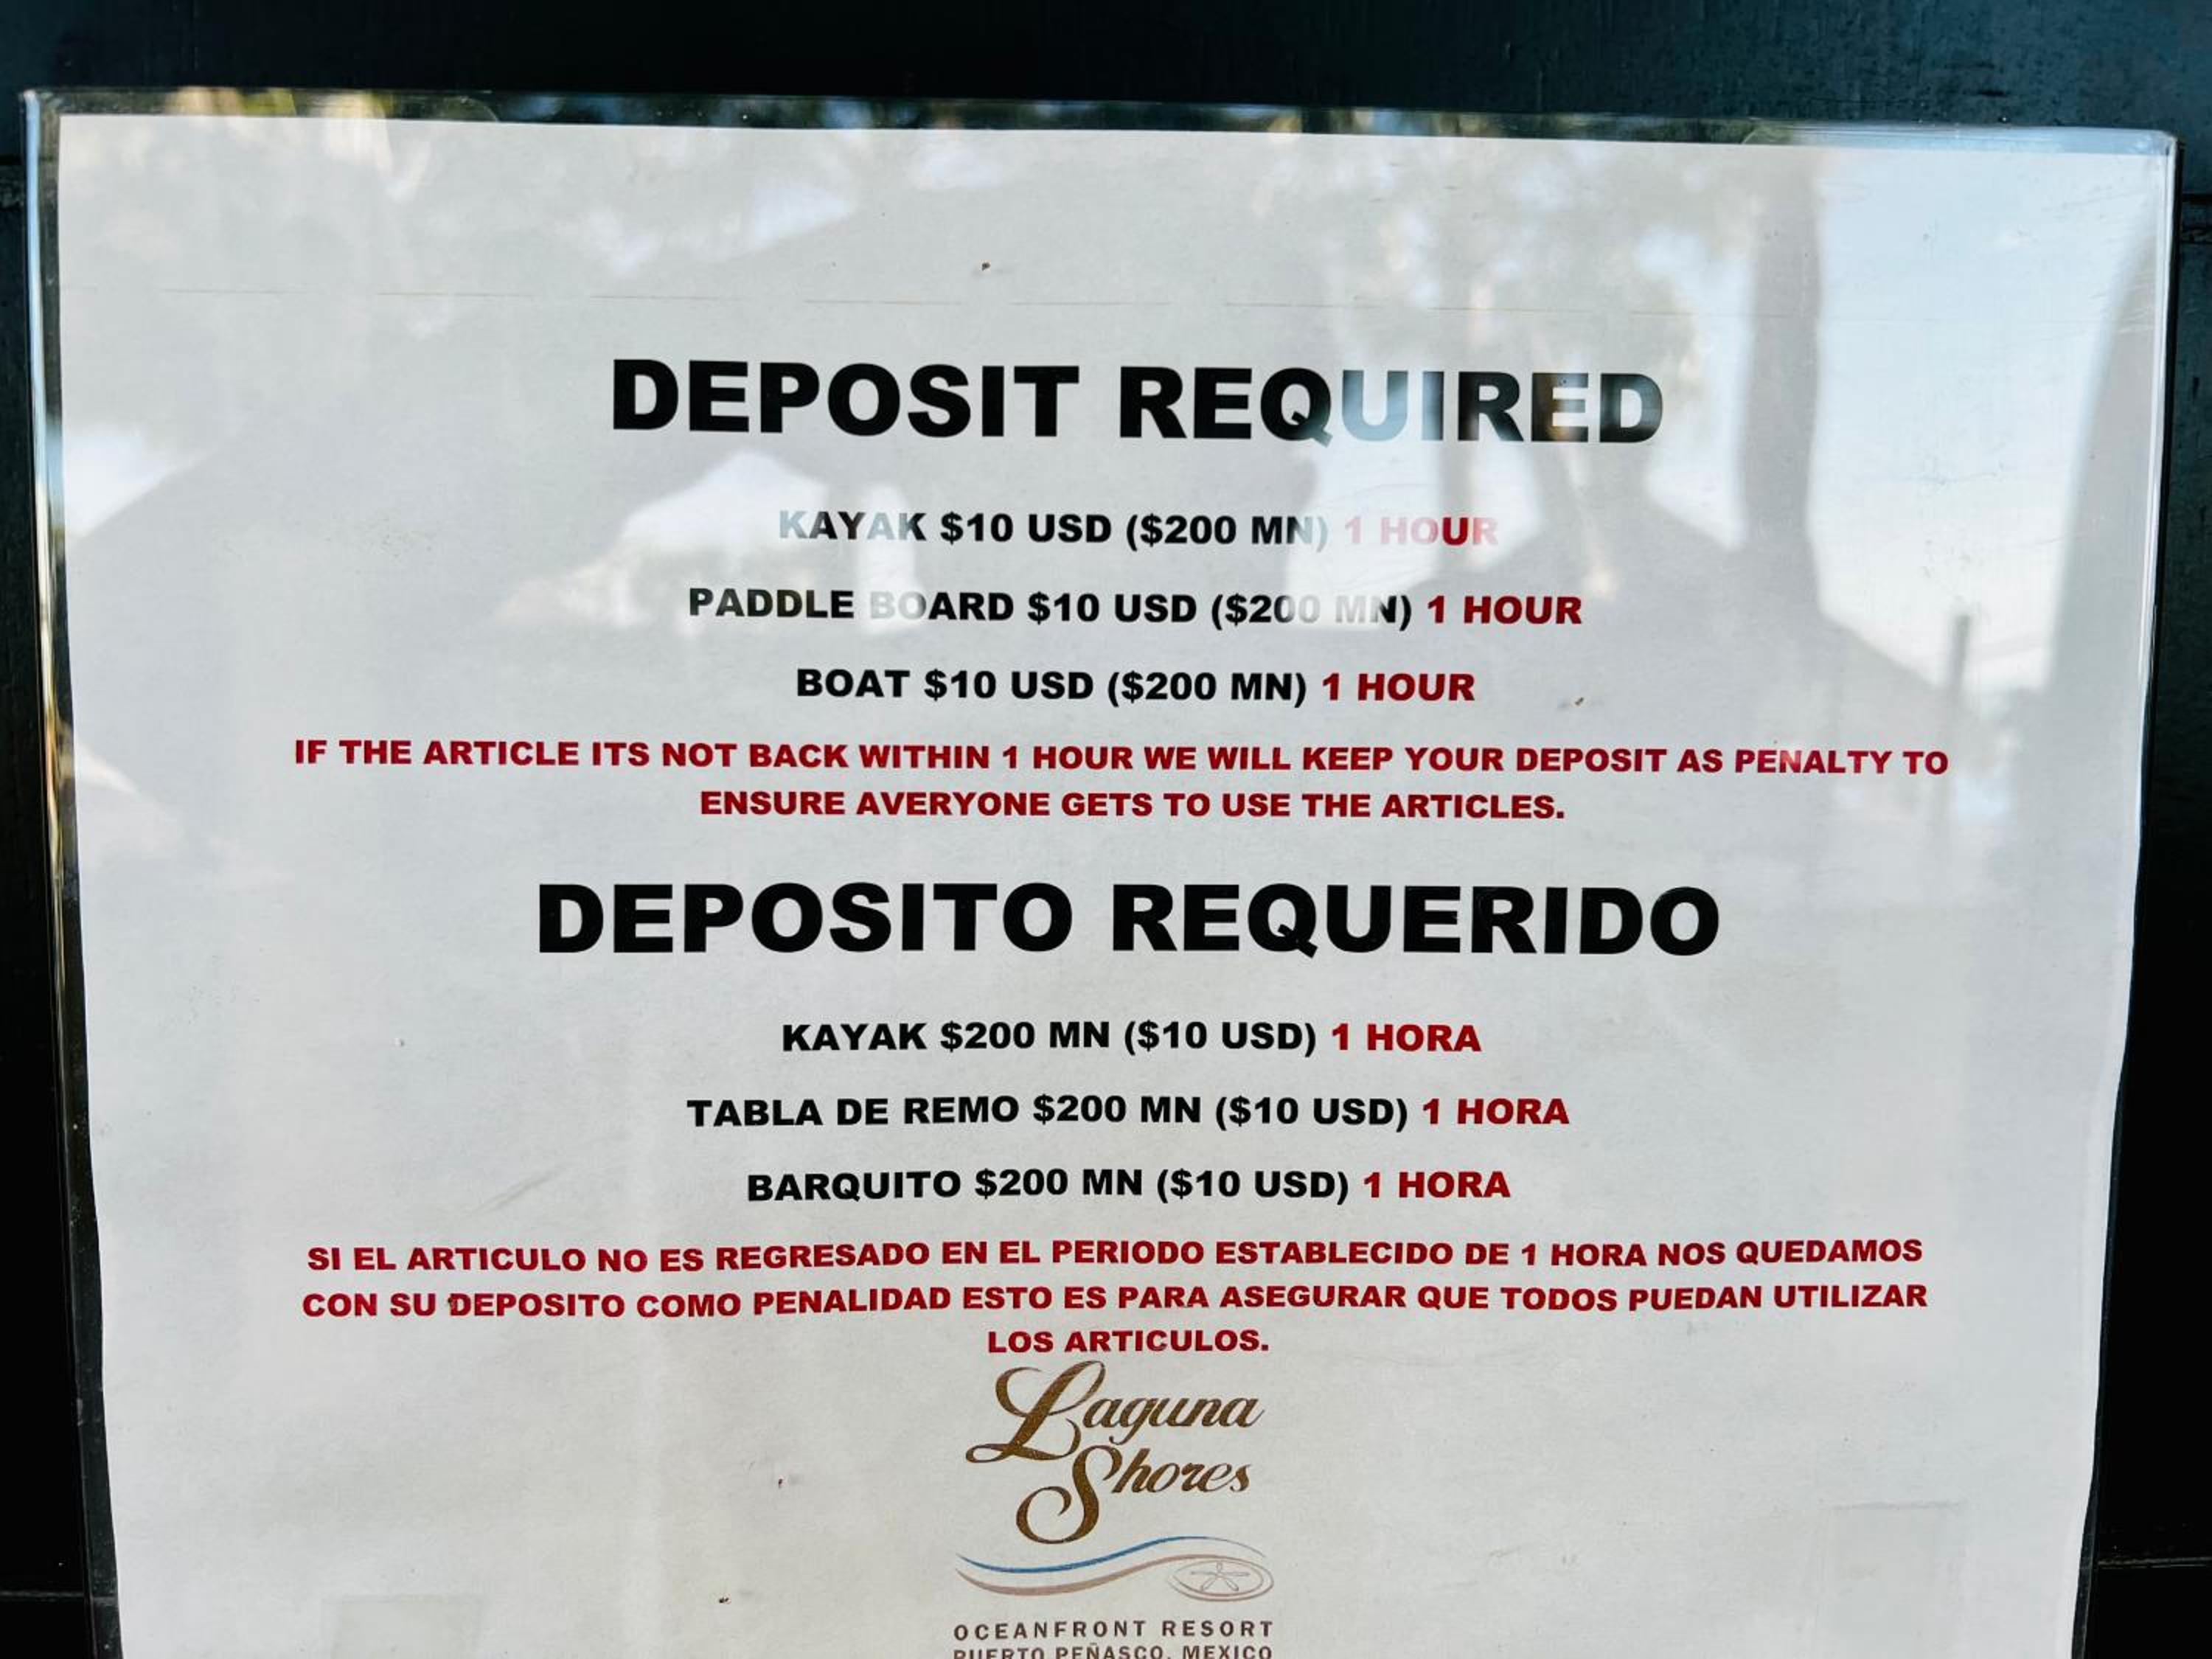 DEPOSIT REQUIRED
KAYAK $10 USD ($200 MN) 1 HOUR
PADDLE BOARD $10 USD ($200 MN) 1 HOUR
BOAT $10 USD ($200 MN) 1 HOUR
IF THE ARTICLE ITS NOT BACK WITHIN 1 HOUR WE WILL KEEP YOUR DEPOSIT AS PENALTY TO
ENSURE AVERYONE GETS TO USE THE ARTICLES.
DEPOSITO REQUERIDO
KAYAK $200 MN ($10 USD) 1 HORA
TABLA DE REMO $200 MN ($10 USD) 1 HORA
BARQUITO $200 MN ($10 USD) 1 HORA
SI EL ARTICULO NO ES REGRESADO EN EL PERIODO ESTABLECIDO DE 1 HORA NOS QUEDAMOS
CON SU DEPOSITO COMO PENALIDAD ESTO ES PARA ASEGURAR QUE TODOS PUEDAN UTILIZAR
LOS ARTICULOS.
Laguna
Shores
OCEANFRONT RESORT
PUERTO PEÑASCO, MEXICO